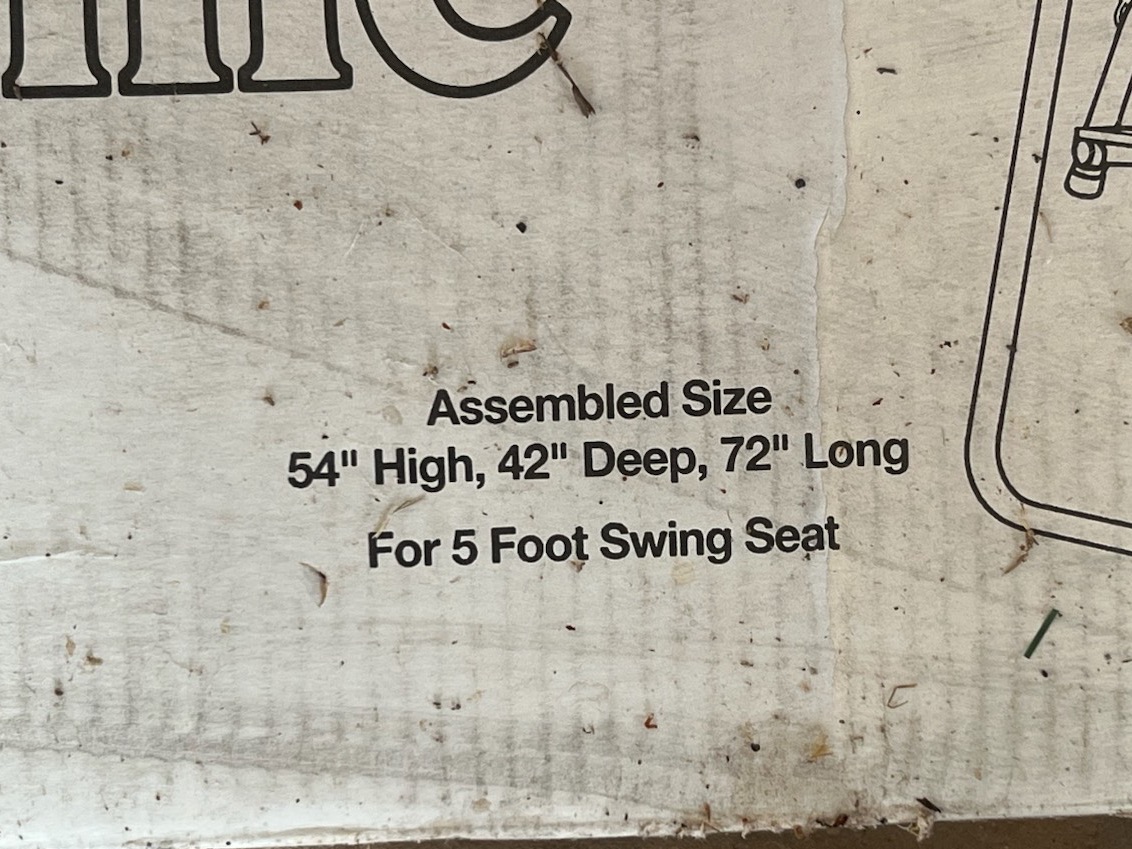 Assembled Size
54" High, 42" Deep, 72" Long
For 5 Foot Swing Seat